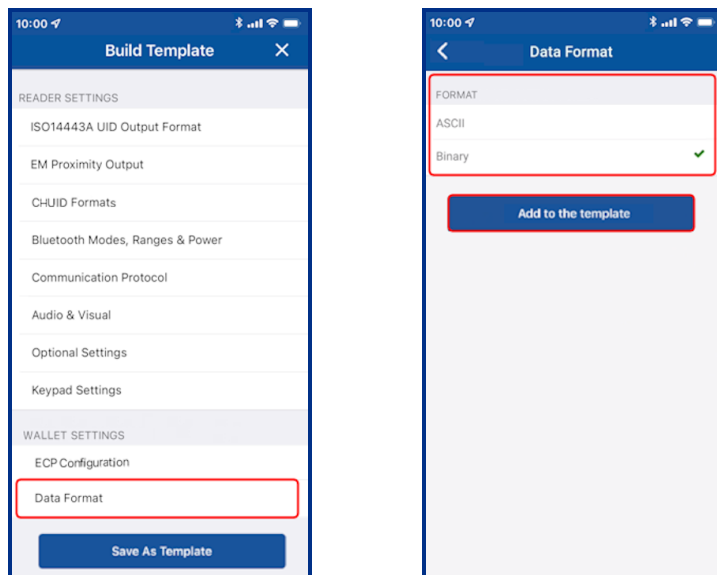 10:00
Build Template
READER SETTINGS
ISO14443A UID Output Format
EM Proximity Output
CHUID Formats
Bluetooth Modes, Ranges & Power
Communication Protocol
Audio & Visual
Optional Settings
Keypad Settings
WALLET SETTINGS
ECP Configuration
Data Format
Save As Template
10:00
Data Format
FORMAT
ASCII
Binary
Add to the template